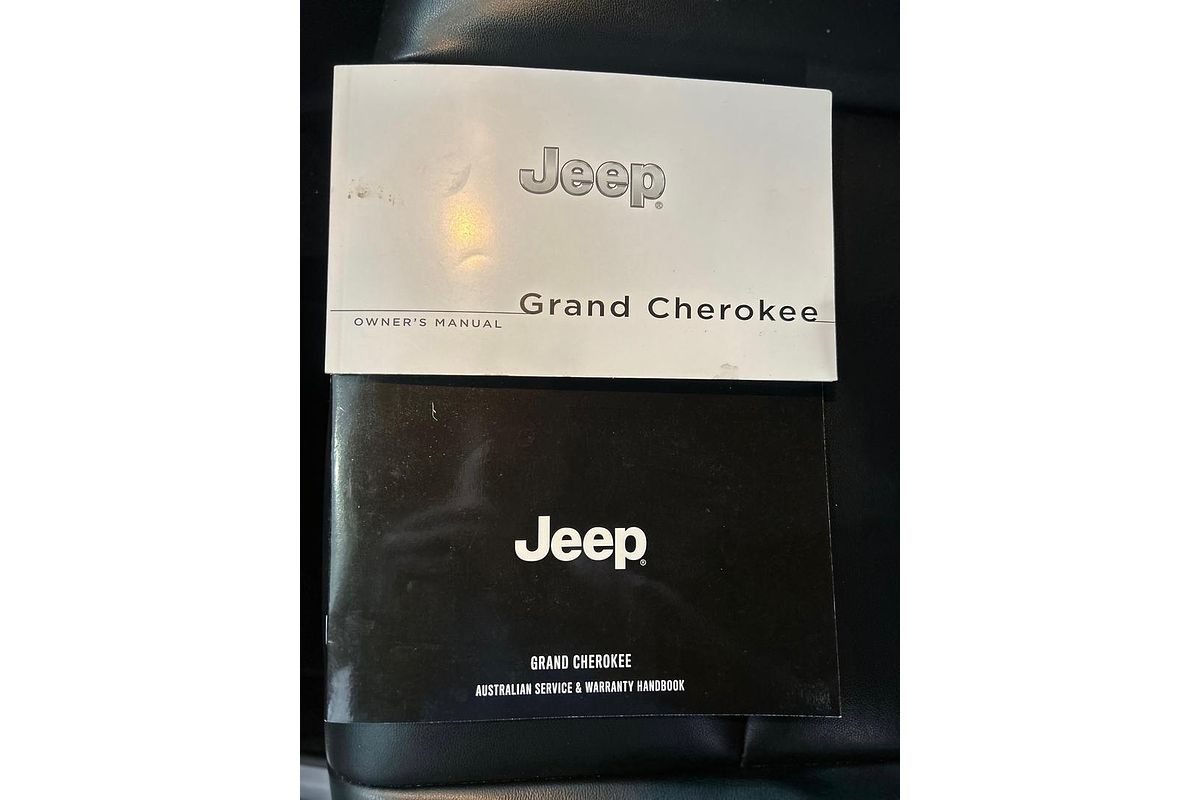 Jeep®
Grand Cherokee
OWNER'S MANUAL
Jeep®
GRAND CHEROKEE
AUSTRALIAN SERVICE & WARRANTY HANDBOOK